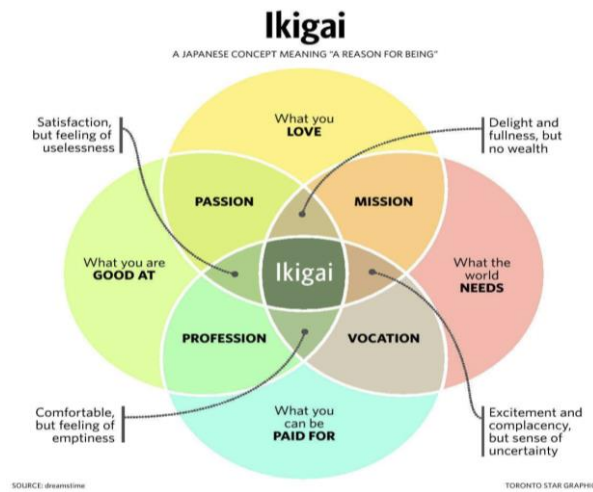 Ikigai
A JAPANESE CONCEPT MEANING "A REASON FOR BEING"
Satisfaction,
but feeling of
uselessness
What you
LOVE
Delight and
fullness, but
no wealth
PASSION
MISSION
What you are
GOOD AT
Ikigai
What the
world
NEEDS
PROFESSION
VOCATION
Comfortable,
but feeling of
emptiness
What you
can be
PAID FOR
Excitement and
complacency,
but sense of
uncertainty
SOURCE: dreamstime
TORONTO STAR GRAPHIC